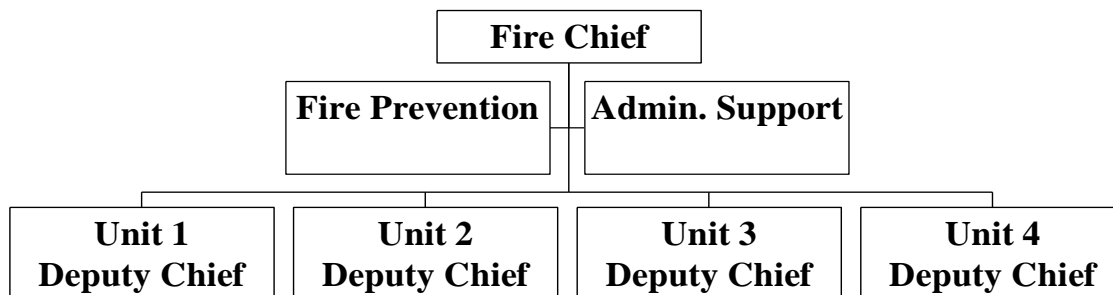 Fire Chief
Fire Prevention
Admin. Support
Unit 1
Deputy Chief
Unit 2
Deputy Chief
Unit 3
Deputy Chief
Unit 4
Deputy Chief